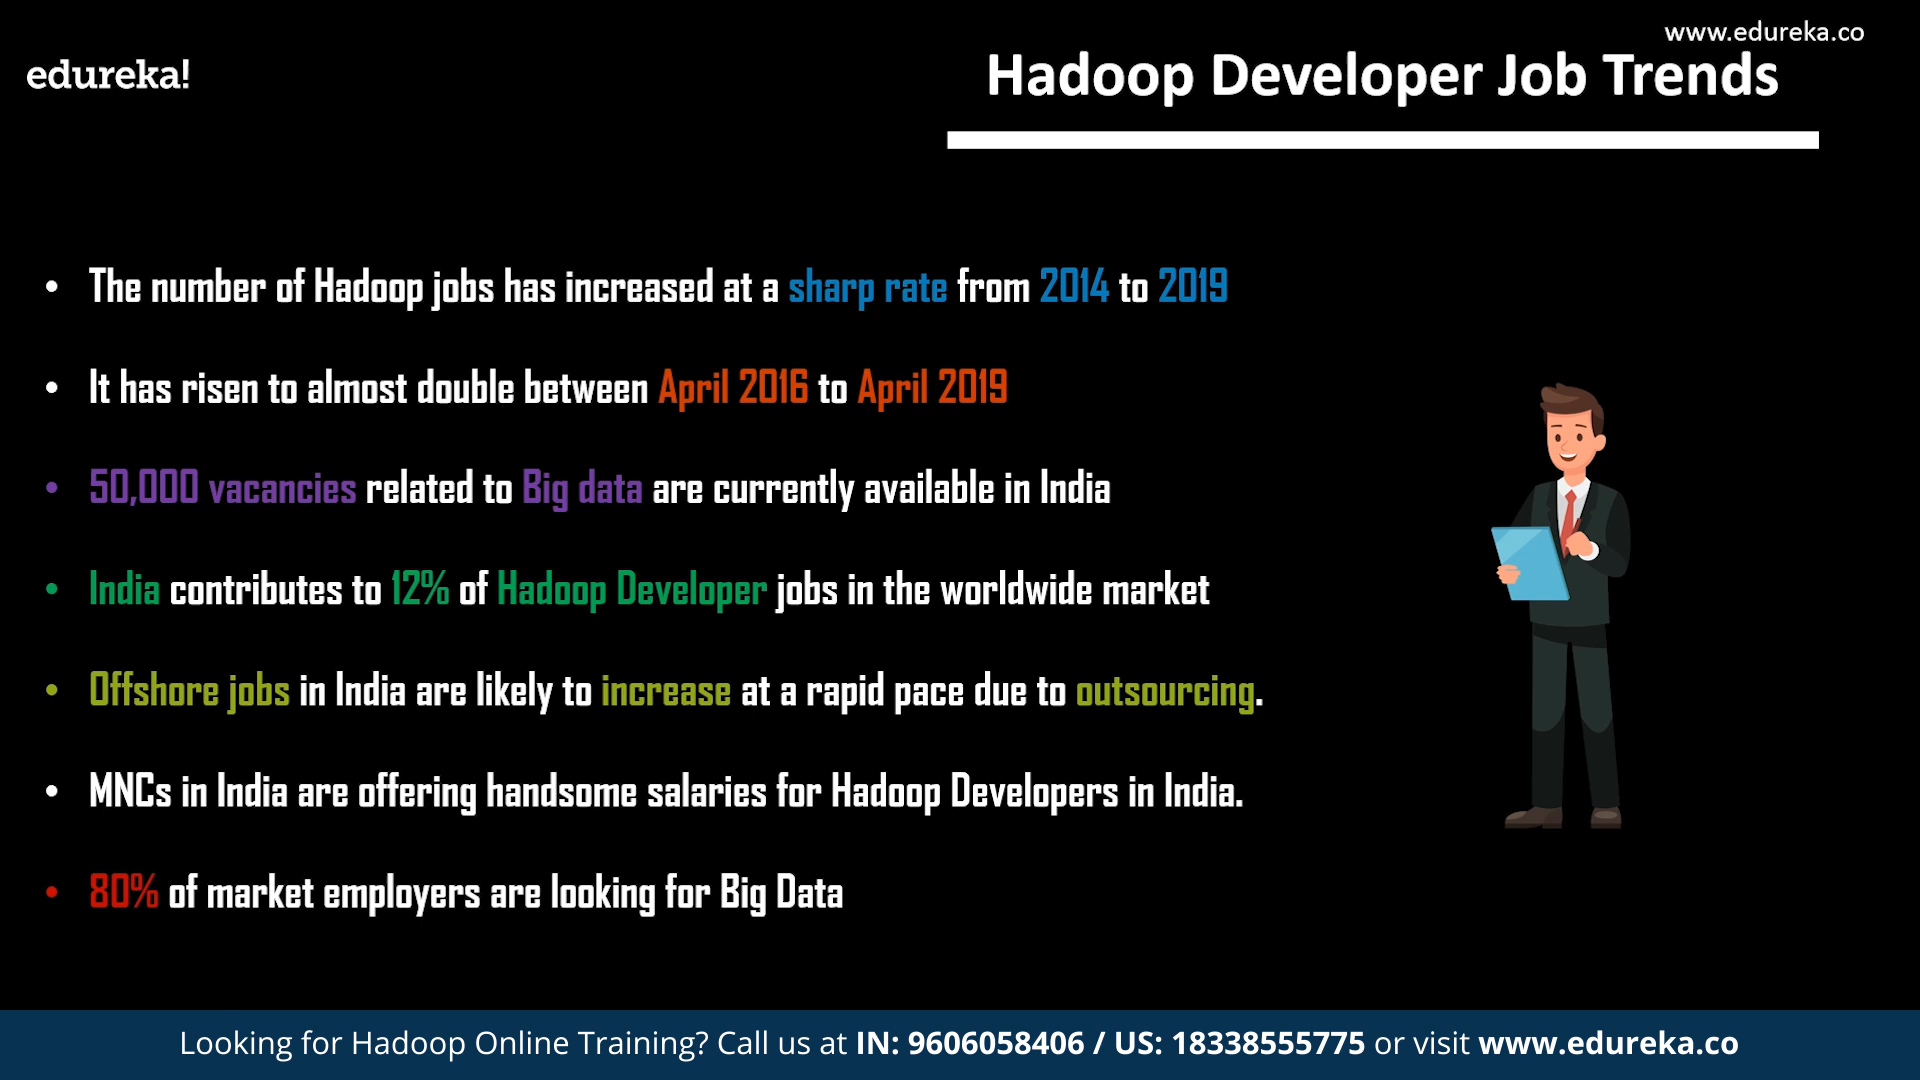 www.edureka.co
edureka!
Hadoop Developer Job Trends
• The number of Hadoop jobs has increased at a sharp rate from 2014 to 2019
• It has risen to almost double between April 2016 to April 2019
• 50,000 vacancies related to Big data are currently available in India
• India contributes to 12% of Hadoop Developer jobs in the worldwide market
• Offshore jobs in India are likely to increase at a rapid pace due to outsourcing.
• MNCs in India are offering handsome salaries for Hadoop Developers in India.
• 80% of market employers are looking for Big Data
Looking for Hadoop Online Training? Call us at IN: 9606058406 / US: 18338555775 or visit www.edureka.co